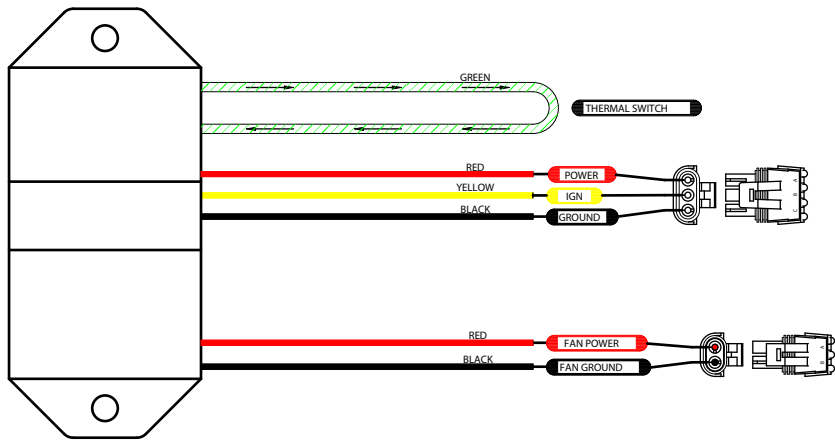 GREEN
THERMAL SWITCH
RED
POWER
YELLOW
IGN
BLACK
GROUND
A
B
C
RED
FAN POWER
BLACK
FAN GROUND
A
B